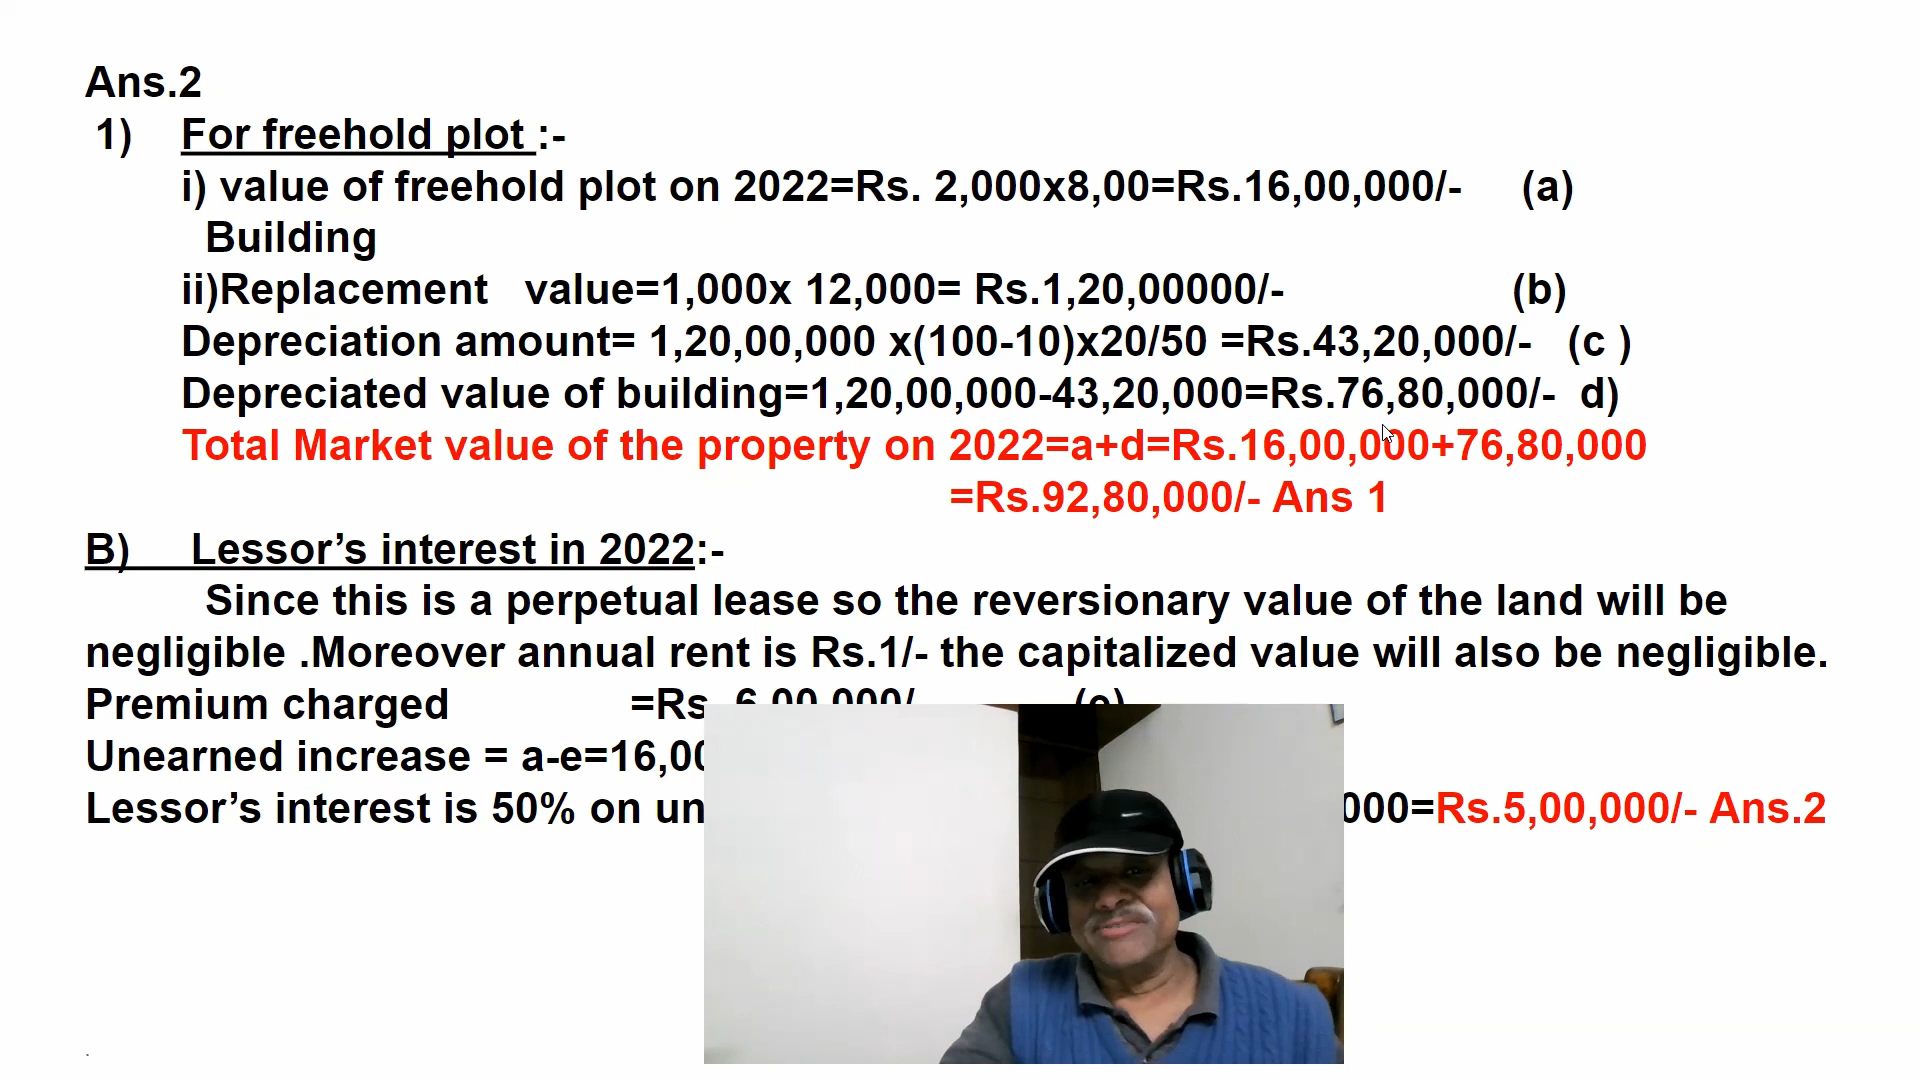 Ans.2
1) For freehold plot :-
i) value of freehold plot on 2022=Rs. 2,000x8,00=Rs.16,00,000/- (a)
Building
ii)Replacement value=1,000x 12,000= Rs.1,20,00000/- (b)
Depreciation amount= 1,20,00,000 x(100-10)x20/50 =Rs.43,20,000/- (c )
Depreciated value of building=1,20,00,000-43,20,000=Rs.76,80,000/- d)
Total Market value of the property on 2022=a+d=Rs.16,00,000+76,80,000
=Rs.92,80,000/- Ans 1
B) Lessor’s interest in 2022:-
Since this is a perpetual lease so the reversionary value of the land will be
negligible .Moreover annual rent is Rs.1/- the capitalized value will also be negligible.
Premium charged =Rs. 6,00,000/ (e)
Unearned increase = a-e=16,00
Lessor’s interest is 50% on un 000=Rs.5,00,000/- Ans.2